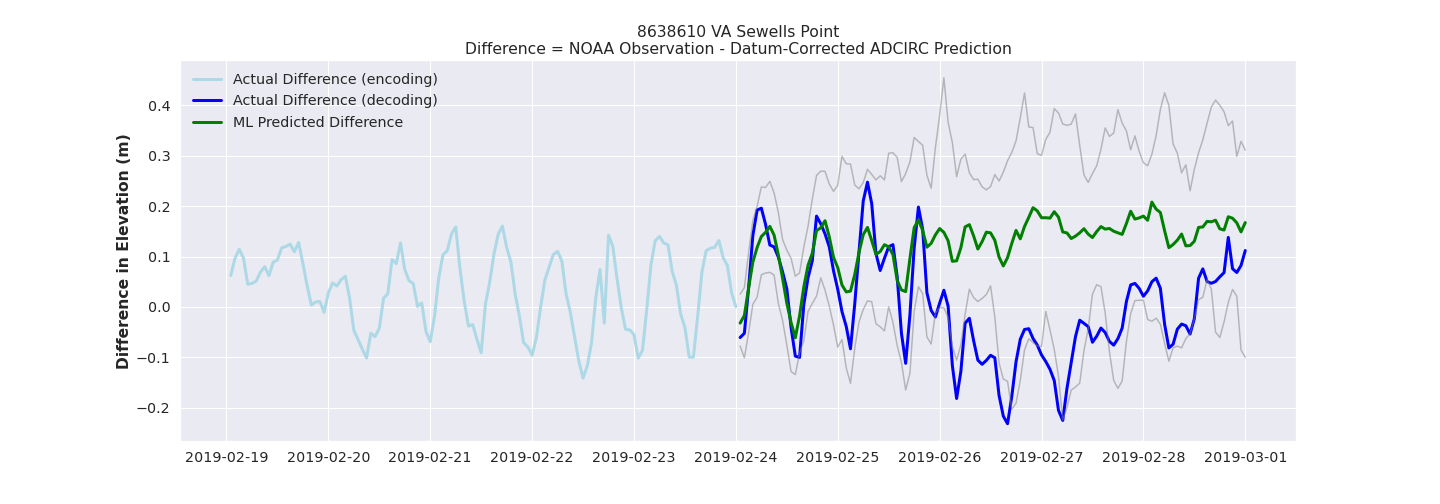 8638610 VA Sewells Point
Difference = NOAA Observation - Datum-Corrected ADCIRC Prediction
Actual Difference (encoding)
Actual Difference (decoding)
ML Predicted Difference
Difference in Elevation (m)
0.4
0.3
0.2
0.1
0.0
−0.1
−0.2
2019-02-19 2019-02-20 2019-02-21 2019-02-22 2019-02-23 2019-02-24 2019-02-25 2019-02-26 2019-02-27 2019-02-28 2019-03-01